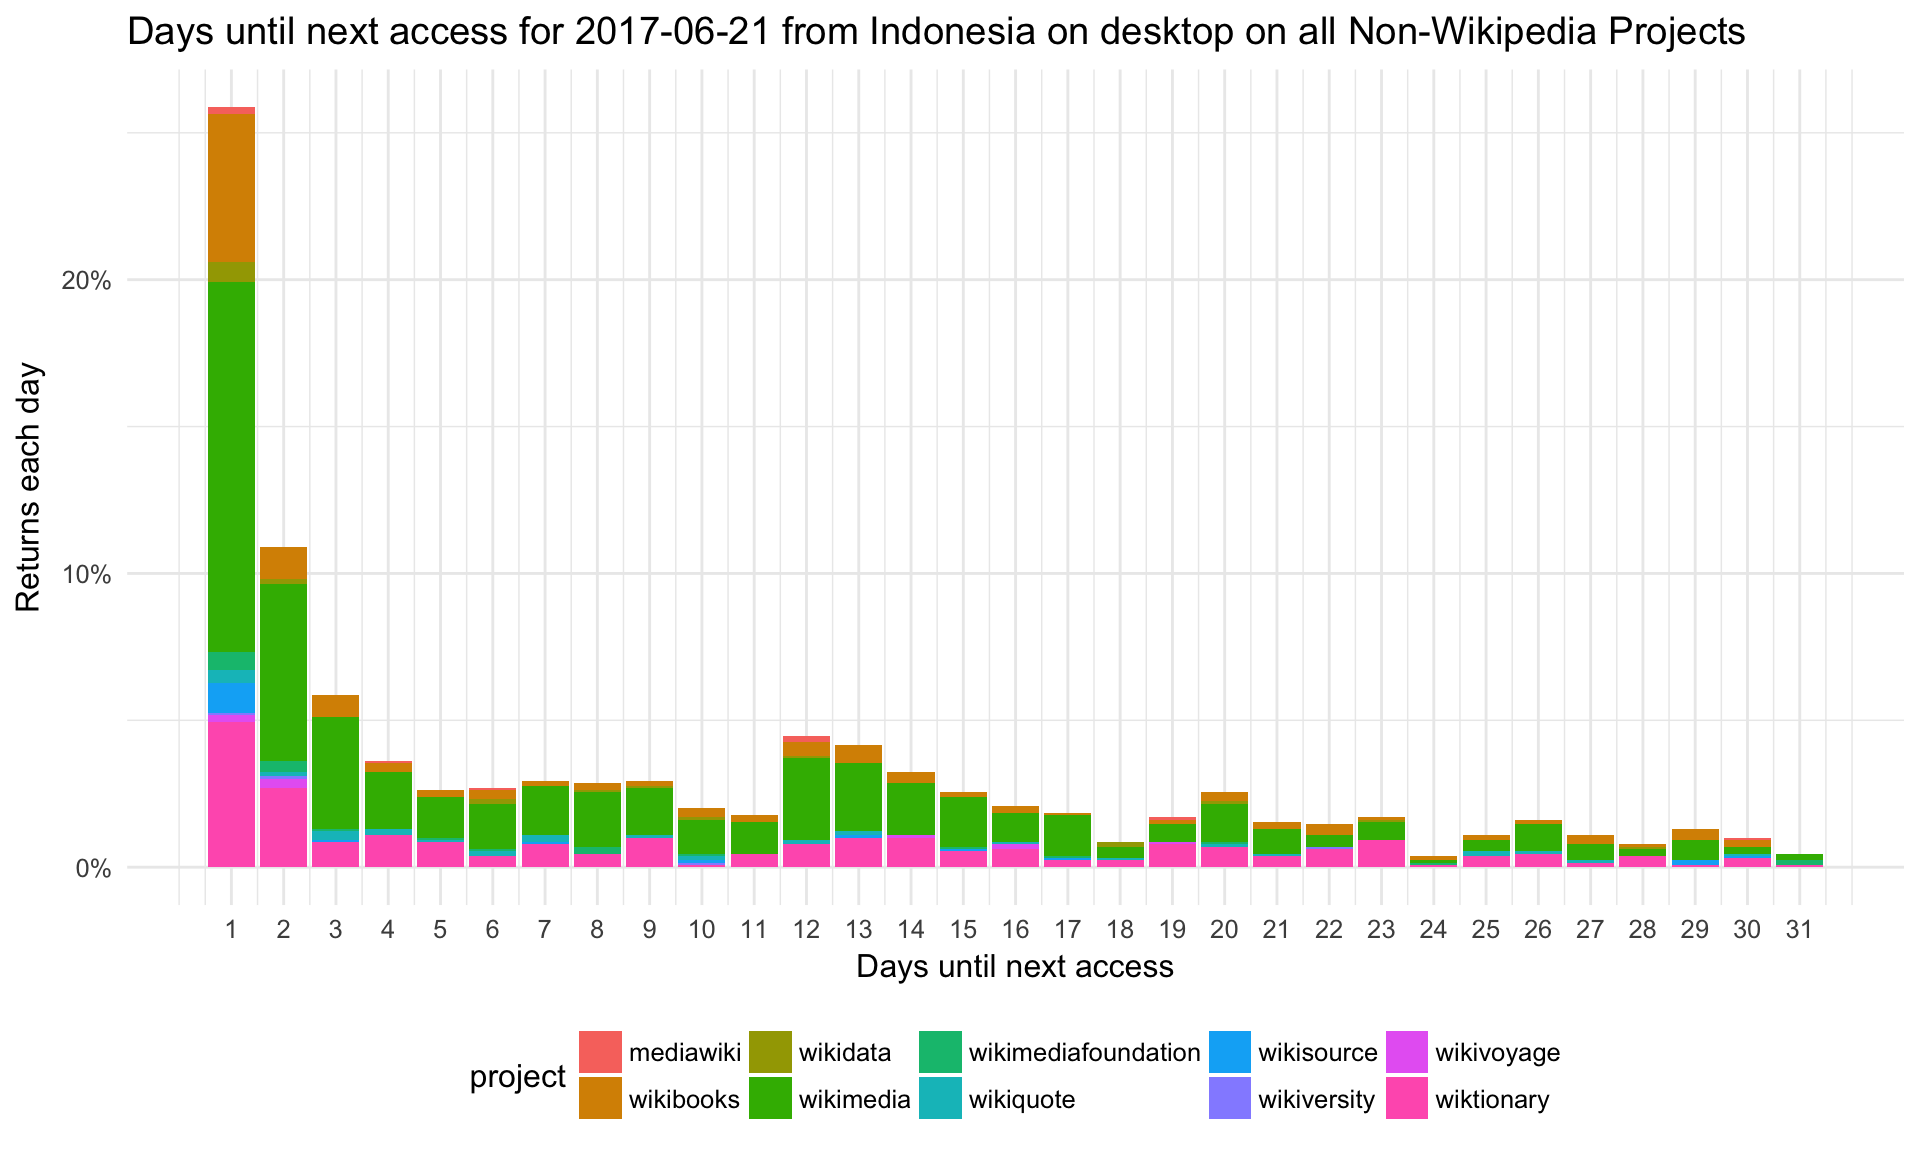 Days until next access for 2017-06-21 from Indonesia on desktop on all Non-Wikipedia Projects
Returns each day
20%
10%
0%
1 2 3 4 5 6 7 8 9 10 11 12 13 14 15 16 17 18 19 20 21 22 23 24 25 26 27 28 29 30 31
Days until next access
project
mediawiki wikidata wikimediafoundation wikisource wikivoyage
wikibooks wikimedia wikiquote wikiversity wiktionary